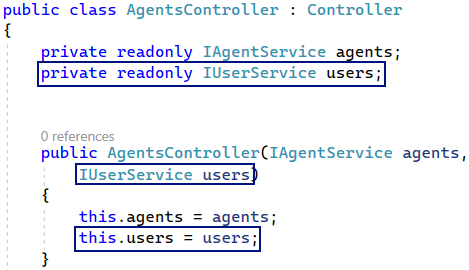 public class AgentsController : Controller
{
private readonly IAgentService agents;
private readonly IUserService users;
0 references
public AgentsController(IAgentService agents,
IUserService users)
{
this.agents = agents;
this.users = users;
}